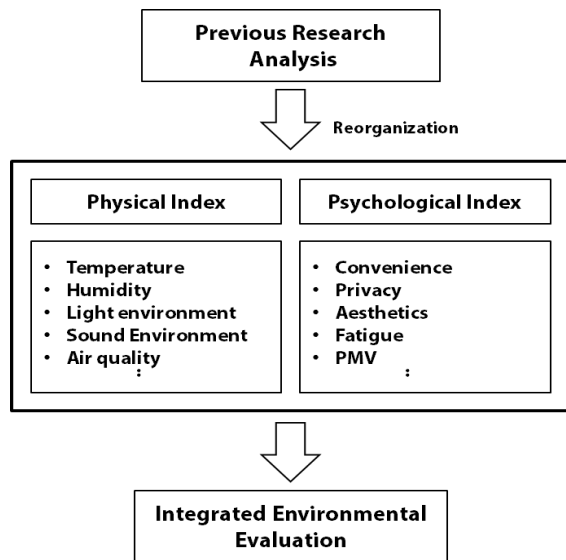 Previous Research
Analysis
Reorganization
Physical Index
• Temperature
• Humidity
• Light environment
• Sound Environment
• Air quality
:
Psychological Index
• Convenience
• Privacy
• Aesthetics
• Fatigue
• PMV
:
Integrated Environmental
Evaluation